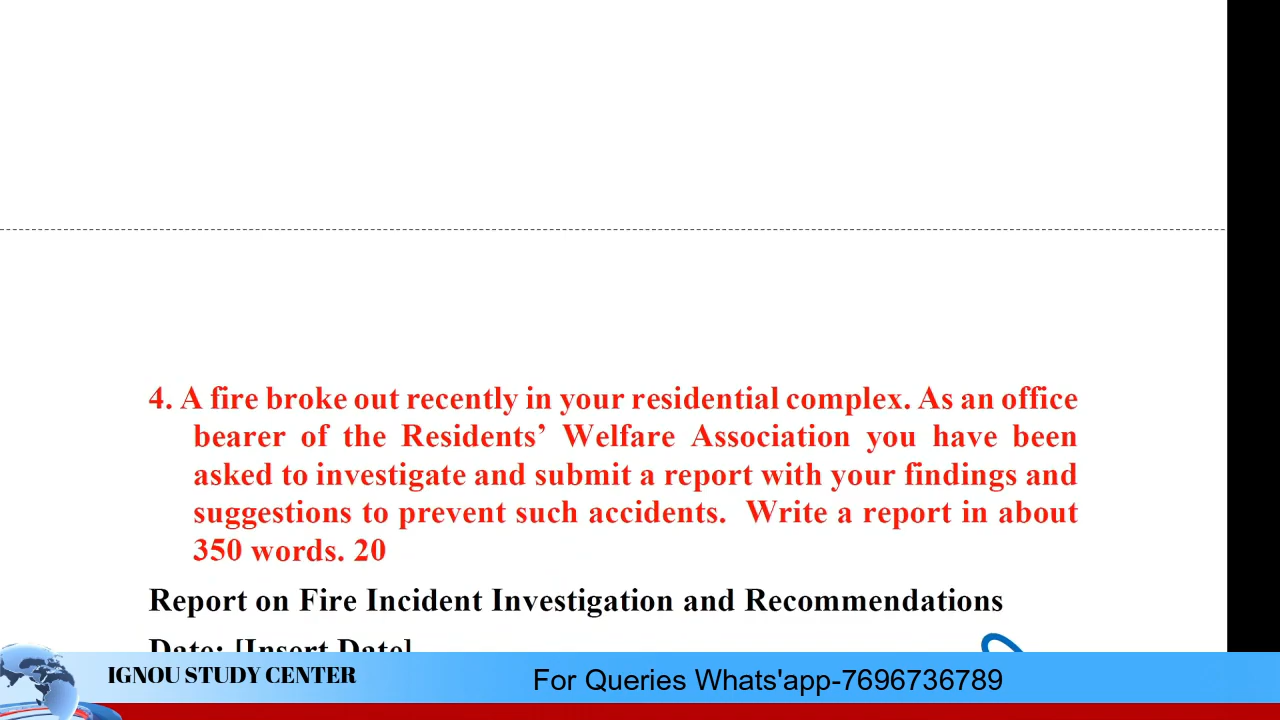 4. A fire broke out recently in your residential complex. As an office
bearer of the Residents’ Welfare Association you have been
asked to investigate and submit a report with your findings and
suggestions to prevent such accidents.  Write a report in about
350 words. 20
Report on Fire Incident Investigation and Recommendations
Date: [Insert Date]
IGNOU STUDY CENTER
For Queries Whats'app-7696736789